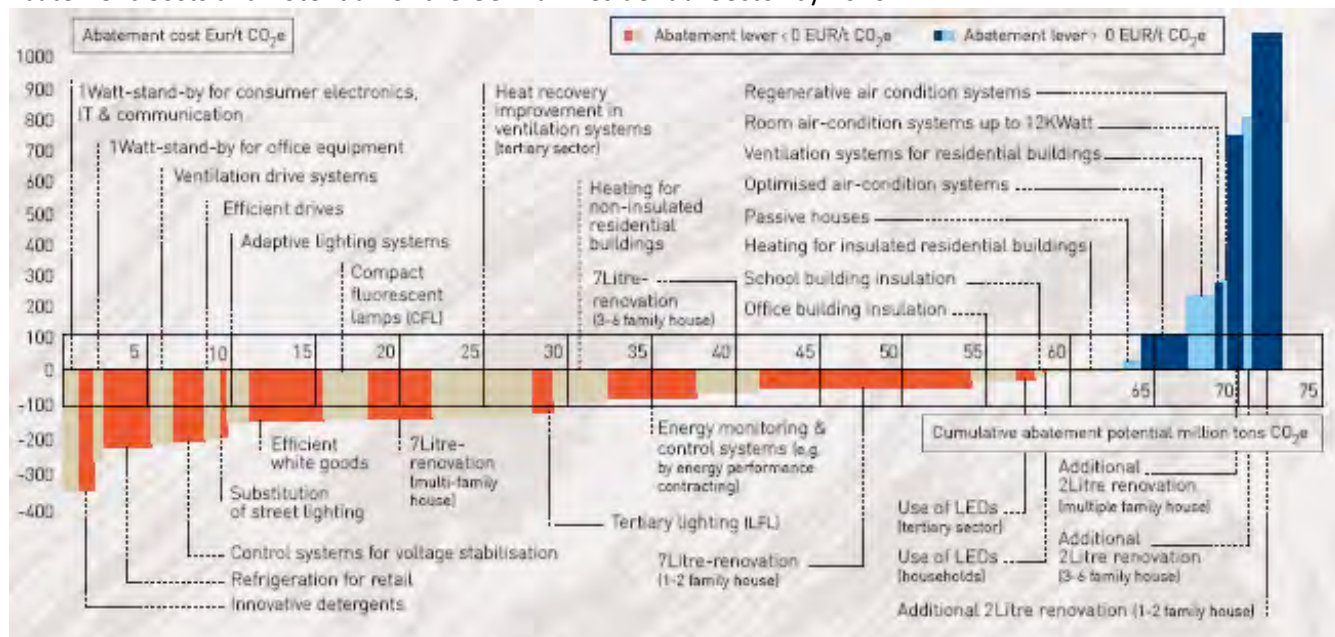 Abatement cost Eur/t CO2e
Abatement lever < 0 EUR/t CO2e
Abatement lever > 0 EUR/t CO2e
1000
900
800
700
600
500
400
300
200
100
0
-100
-200
-300
-400
1Watt-stand-by for consumer electronics,
IT & communication
1Watt-stand-by for office equipment
Ventilation drive systems
Efficient drives
Adaptive lighting systems
Compact
fluorescent
lamps (CFL)
Heat recovery
improvement in
ventilation systems
(tertiary sector)
Heating for
non-insulated
residential
buildings
7Litre-
renovation
(3-6 family house)
Regenerative air condition systems
Room air-condition systems up to 12KWatt
Ventilation systems for residential buildings
Optimised air-condition systems
Passive houses
Heating for insulated residential buildings
School building insulation
Office building insulation
5 10 15 20 25 30 35 40 45 50 55 60 65 70 75
Efficient
white goods
7Litre-
renovation
(multi-family
house)
Substitution
of street lighting
Control systems for voltage stabilisation
Refrigeration for retail
Innovative detergents
Tertiary lighting (LFL)
Energy monitoring &
control systems (e.g.
by energy performance
contracting)
7Litre-renovation
(1-2 family house)
Cumulative abatement potential million tons CO2e
Use of LEDs
(tertiary sector)
Use of LEDs
(households)
Additional
2Litre renovation
(multiple family house)
Additional
2Litre renovation
(3-6 family house)
Additional 2Litre renovation (1-2 family house)